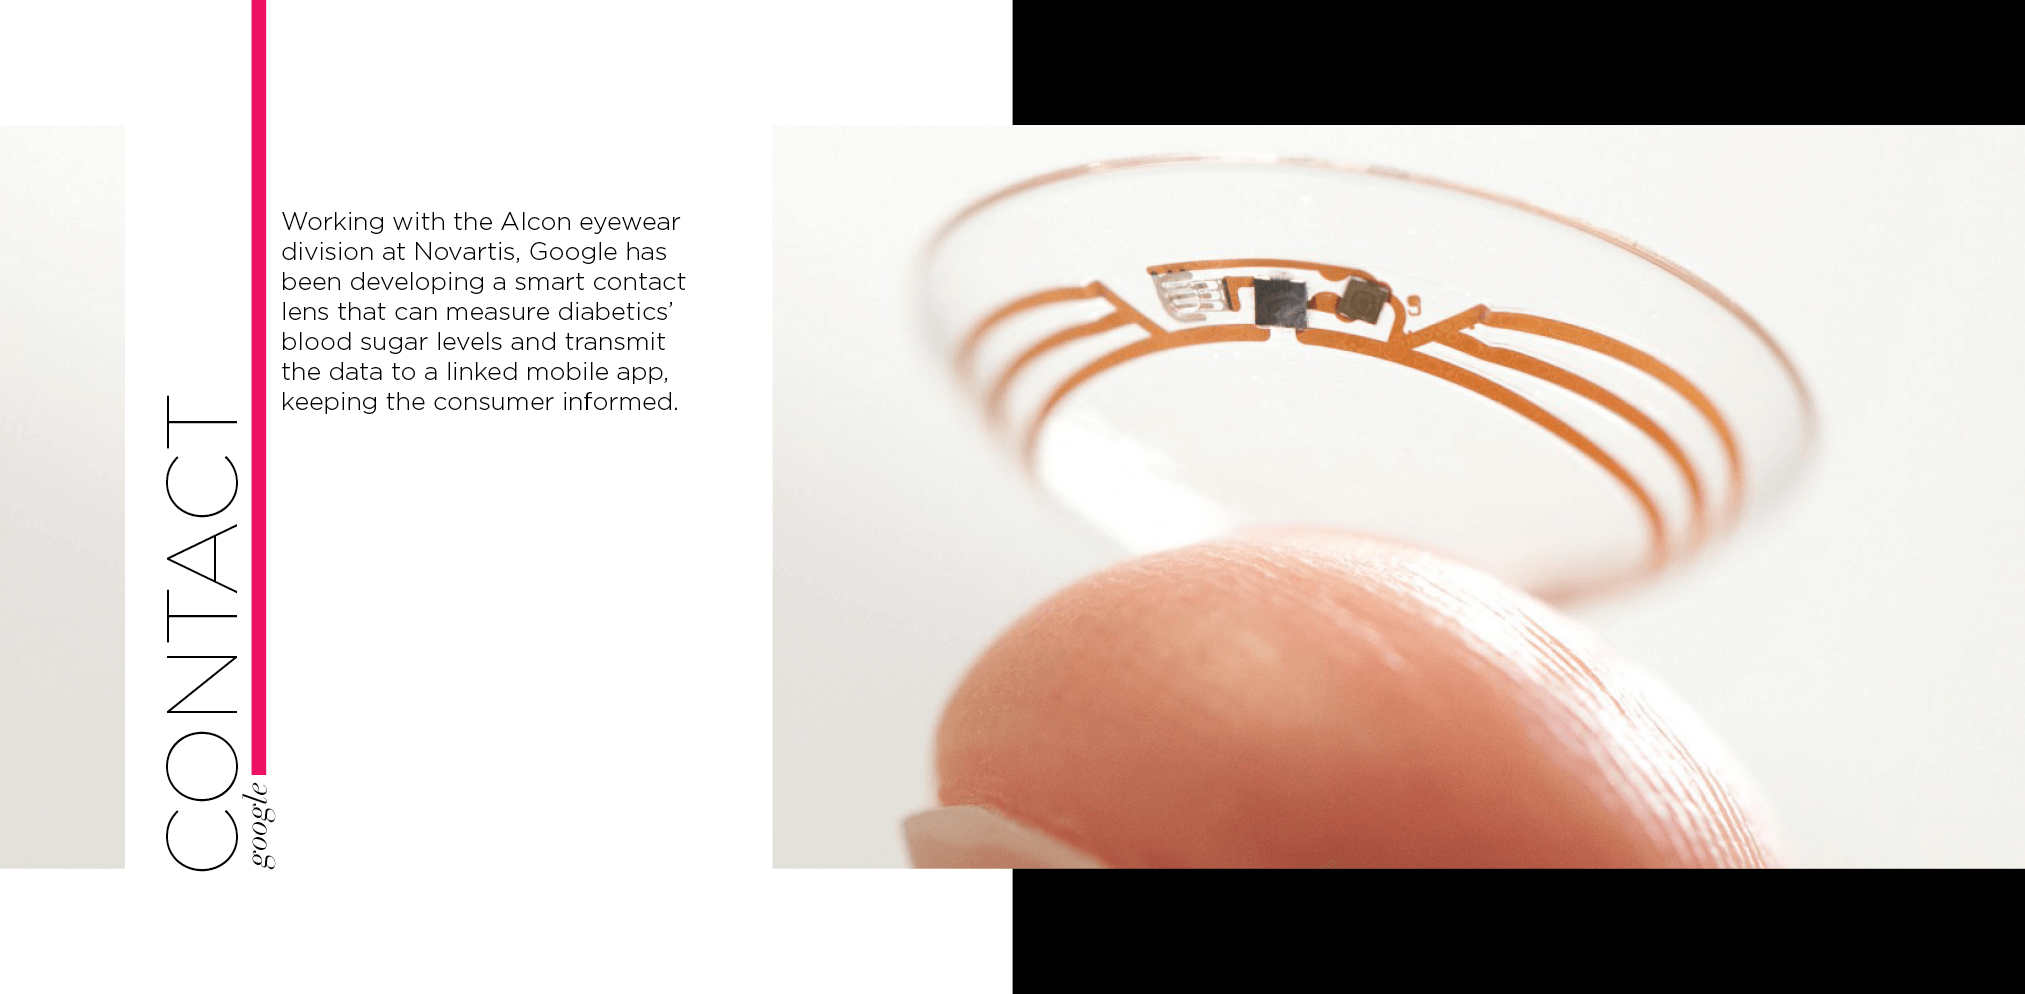 CONTACT
google
Working with the Alcon eyewear
division at Novartis, Google has
been developing a smart contact
lens that can measure diabetics’
blood sugar levels and transmit
the data to a linked mobile app,
keeping the consumer informed.